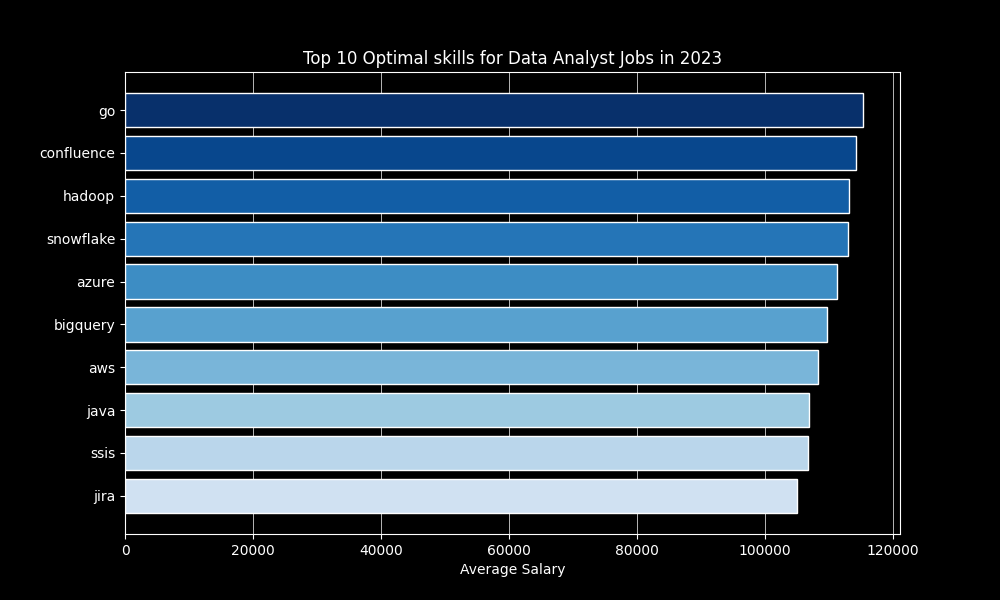 Top 10 Optimal skills for Data Analyst Jobs in 2023
go
confluence
hadoop
snowflake
azure
bigquery
aws
java
ssis
jira
0 20000 40000 60000 80000 100000 120000
Average Salary